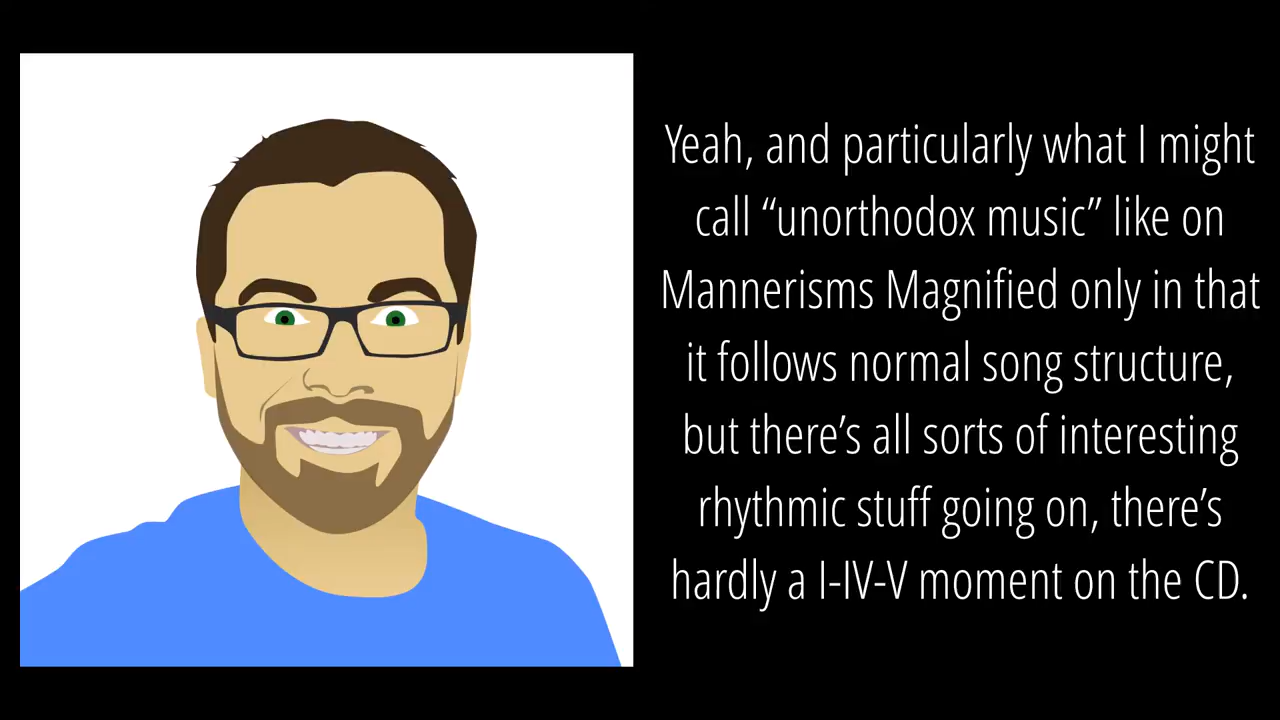 Yeah, and particularly what I might
call “unorthodox music” like on
Mannerisms Magnified only in that
it follows normal song structure,
but there’s all sorts of interesting
rhythmic stuff going on, there’s
hardly a I-IV-V moment on the CD.